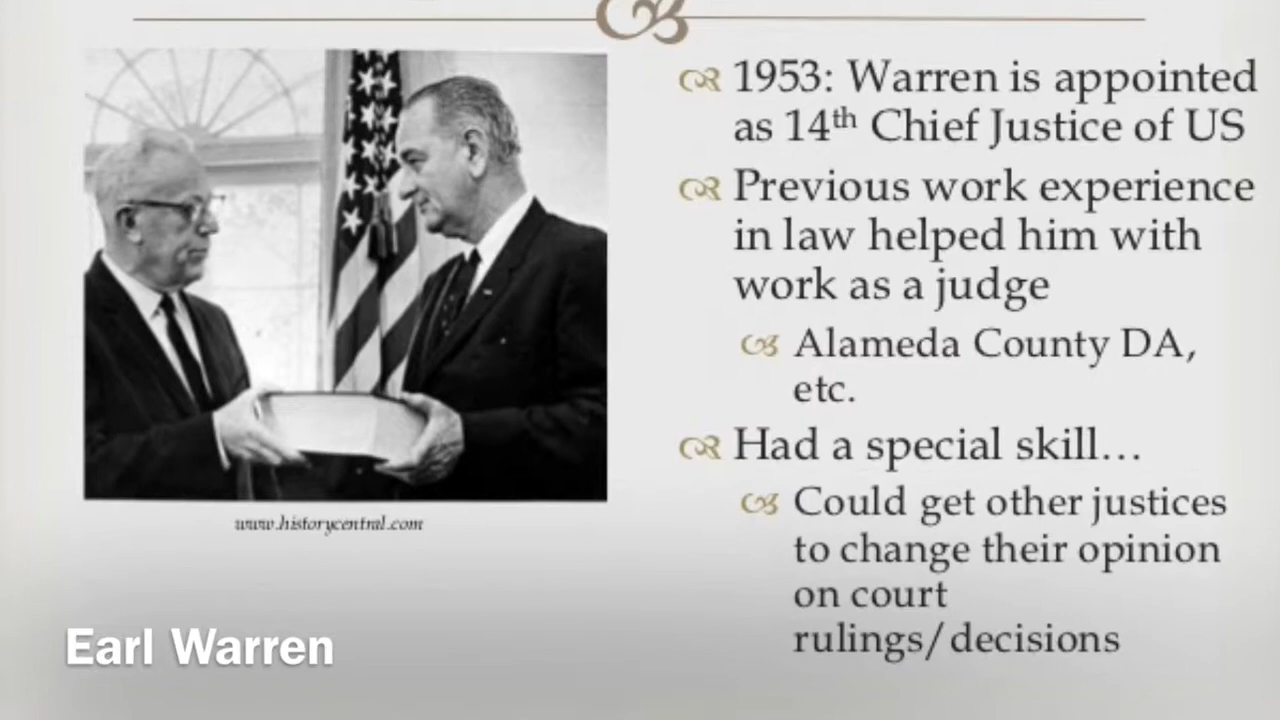 1953: Warren is appointed
as 14th Chief Justice of US
Previous work experience
in law helped him with
work as a judge
Alameda County DA,
etc.
Had a special skill…
Could get other justices
to change their opinion
on court
rulings/decisions
www.historycentral.com
Earl Warren